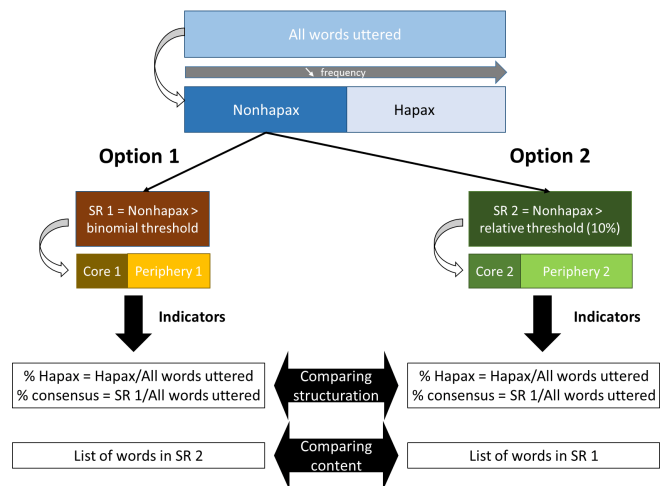 All words uttered
↘ frequency
Nonhapax
Hapax
Option 1
Option 2
SR 1 = Nonhapax >
binomial threshold
SR 2 = Nonhapax >
relative threshold (10%)
Core 1
Periphery 1
Core 2
Periphery 2
Indicators
Indicators
% Hapax = Hapax/All words uttered
% consensus = SR 1/All words uttered
Comparing
structuration
% Hapax = Hapax/All words uttered
% consensus = SR 1/All words uttered
List of words in SR 2
Comparing
content
List of words in SR 1